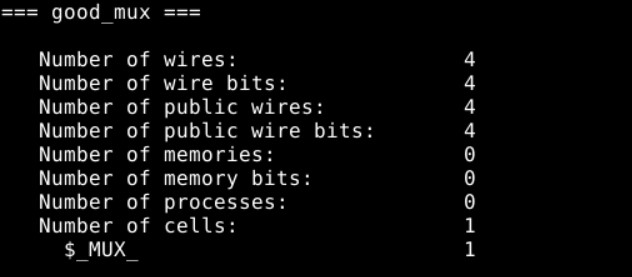 === good_mux ===
Number of wires: 4
Number of wire bits: 4
Number of public wires: 4
Number of public wire bits: 4
Number of memories: 0
Number of memory bits: 0
Number of processes: 0
Number of cells: 1
$_MUX_ 1